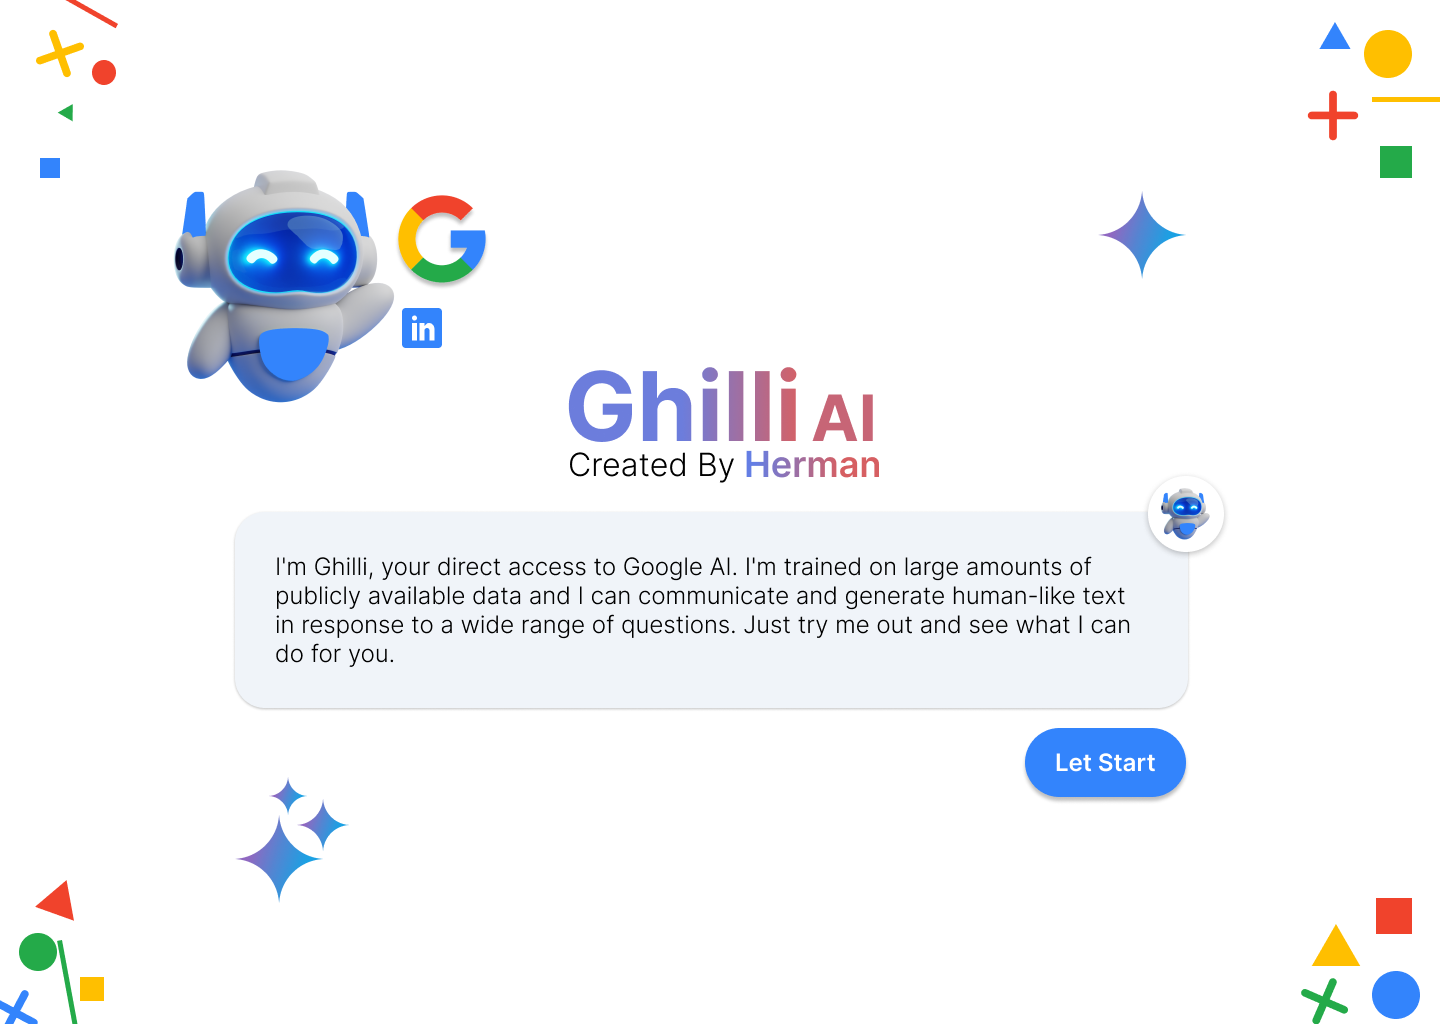 in
Ghilli AI
Created By Herman
I'm Ghilli, your direct access to Google AI. I'm trained on large amounts of
publicly available data and I can communicate and generate human-like text
in response to a wide range of questions. Just try me out and see what I can
do for you.
Let Start